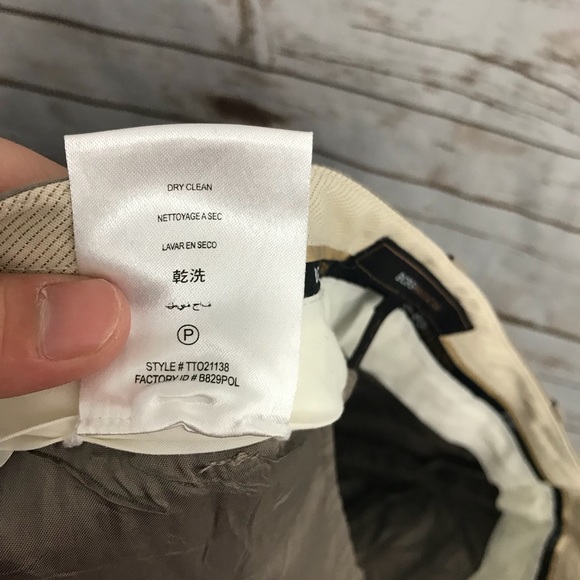 DRY CLEAN
NETTOYAGE A SEC
LAVAR EN SECO
乾洗
P
STYLE # TTO21138
FACTORY ID # B829POL